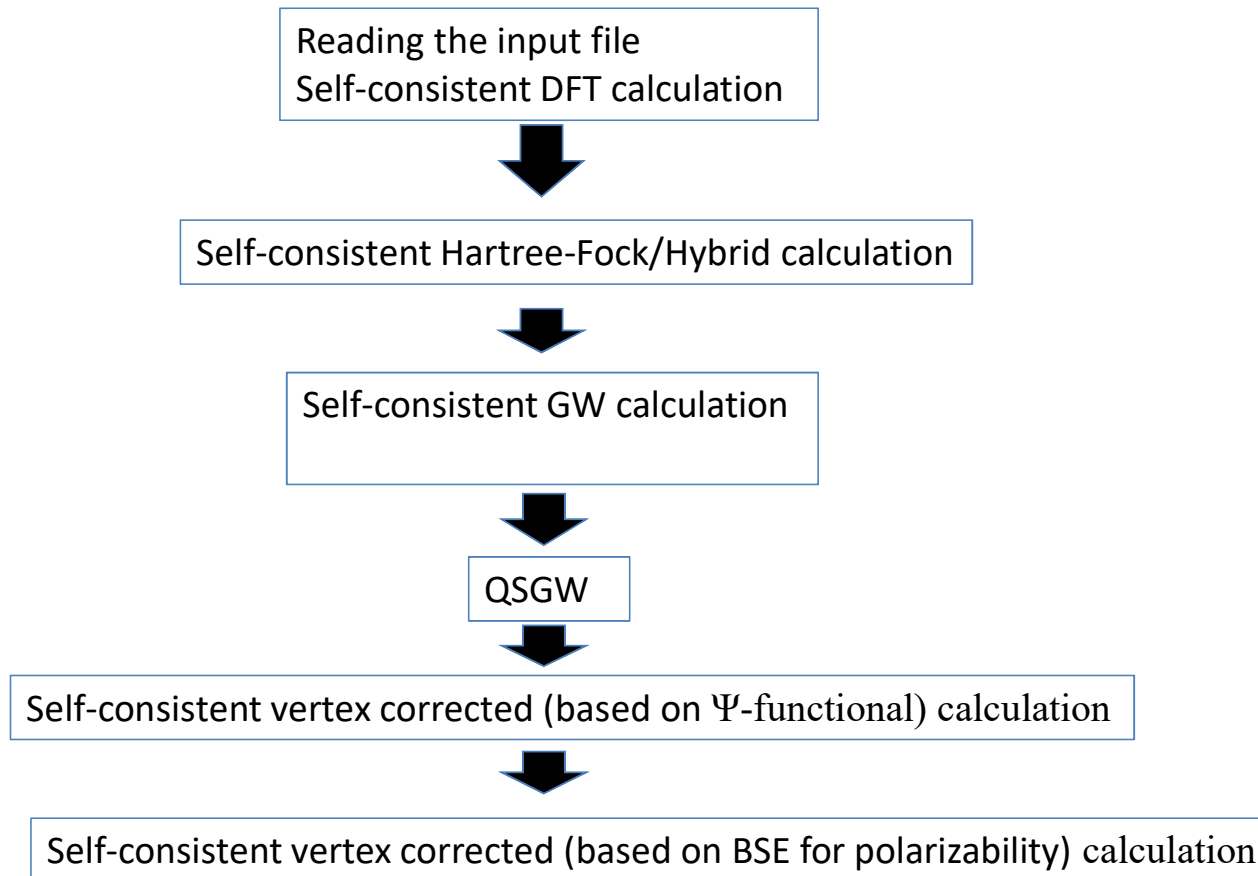 Reading the input file
Self-consistent DFT calculation
Self-consistent Hartree-Fock/Hybrid calculation
Self-consistent GW calculation
QSGW
Self-consistent vertex corrected (based on Ψ-functional) calculation
Self-consistent vertex corrected (based on BSE for polarizability) calculation